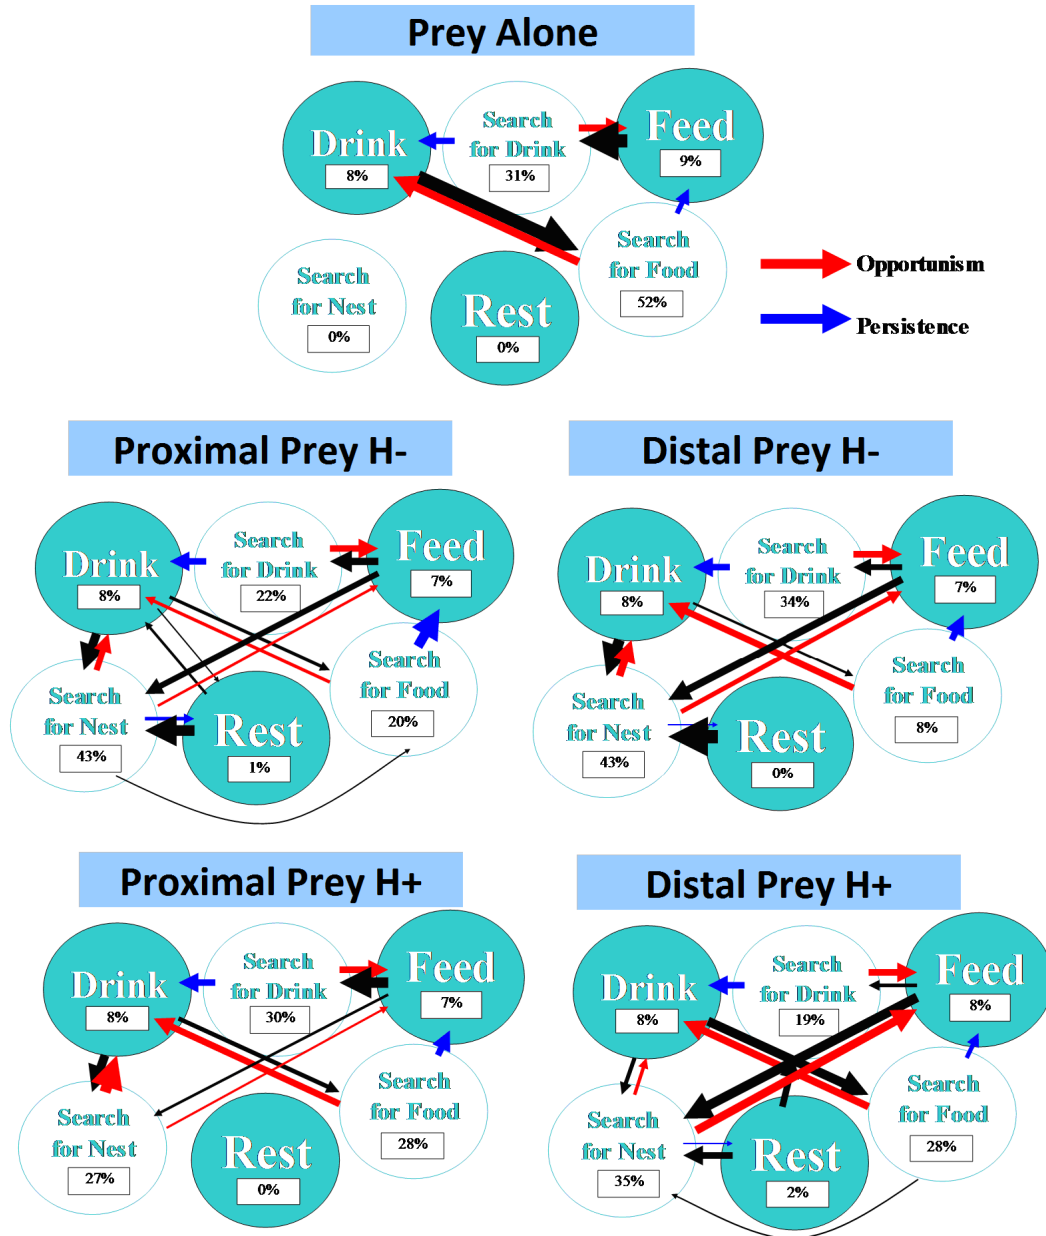 Prey Alone
Drink
8%
Search
for Drink
31%
Feed
9%
Search
for Nest
0%
Rest
0%
Search
for Food
52%
Opportunism
Persistence
Proximal Prey H-
Drink
8%
Search
for Drink
22%
Feed
7%
Search
for Nest
43%
Rest
1%
Search
for Food
20%
Distal Prey H-
Drink
8%
Search
for Drink
34%
Feed
7%
Search
for Nest
43%
Rest
0%
Search
for Food
8%
Proximal Prey H+
Drink
8%
Search
for Drink
30%
Feed
7%
Search
for Nest
27%
Rest
0%
Search
for Food
28%
Distal Prey H+
Drink
8%
Search
for Drink
19%
Feed
8%
Search
for Nest
35%
Rest
2%
Search
for Food
28%